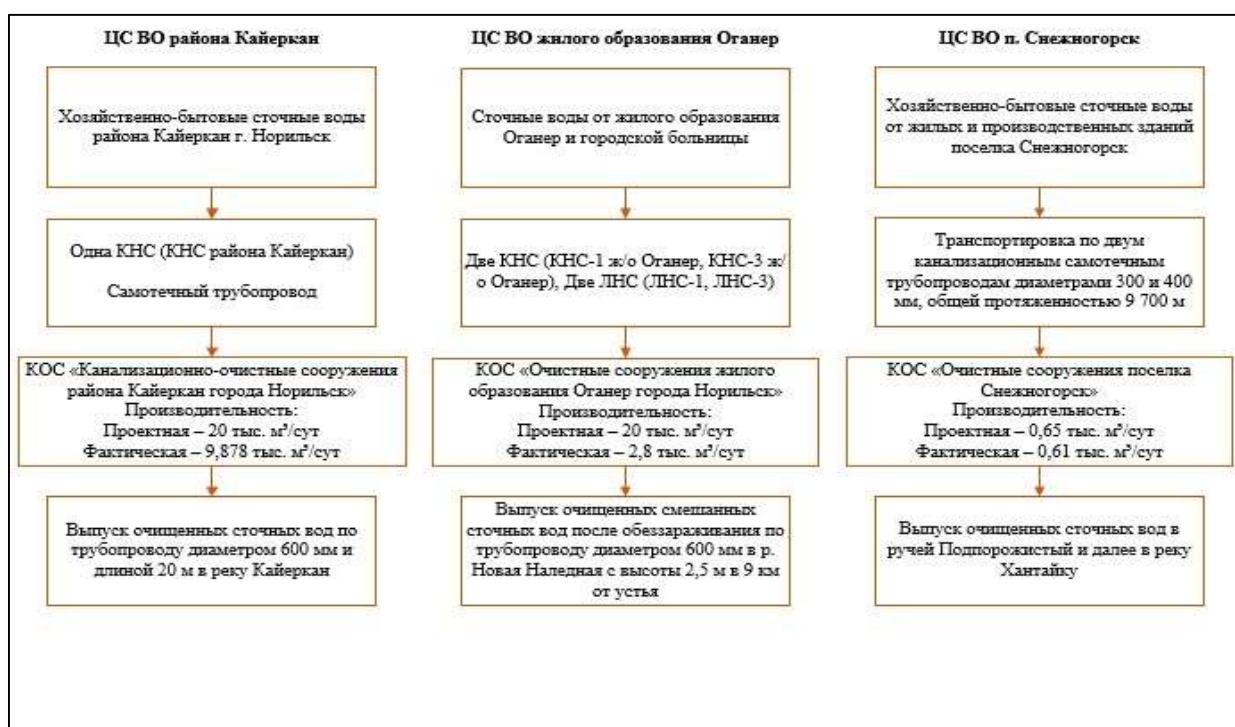 ЦС ВО района Кайеркан
Хозяйственно-бытовые сточные воды
района Кайеркан г. Норильск
Одна КНС (КНС района Кайеркан)
Самотечный трубопровод
КОС «Канализационно-очистные сооружения
района Кайеркан города Норильск»
Производительность:
Проектная – 20 тыс. м³/сут
Фактическая – 9,878 тыс. м³/сут
Выпуск очищенных сточных вод по
трубопроводу диаметром 600 мм и
длиной 20 м в реку Кайеркан
ЦС ВО жилого образования Оганер
Сточные воды от жилого образования
Оганер и городской больницы
Две КНС (КНС-1 ж/о Оганер, КНС-3 ж/
о Оганер), Две ЛНС (ЛНС-1, ЛНС-3)
КОС «Очистные сооружения жилого
образования Оганер города Норильск»
Производительность:
Проектная – 20 тыс. м³/сут
Фактическая – 2,8 тыс. м³/сут
Выпуск очищенных смешанных
сточных вод после обеззараживания по
трубопроводу диаметром 600 мм в р.
Новая Наледная с высоты 2,5 м в 9 км
от устья
ЦС ВО п. Снежногорск
Хозяйственно-бытовые сточные воды
от жилых и производственных зданий
поселка Снежногорск
Транспортировка по двум
канализационным самотечным
трубопроводам диаметрами 300 и 400
мм, общей протяженностью 9 700 м
КОС «Очистные сооружения поселка
Снежногорск»
Производительность:
Проектная – 0,65 тыс. м³/сут
Фактическая – 0,61 тыс. м³/сут
Выпуск очищенных сточных вод в
ручей Подпорожистый и далее в реку
Хантайку